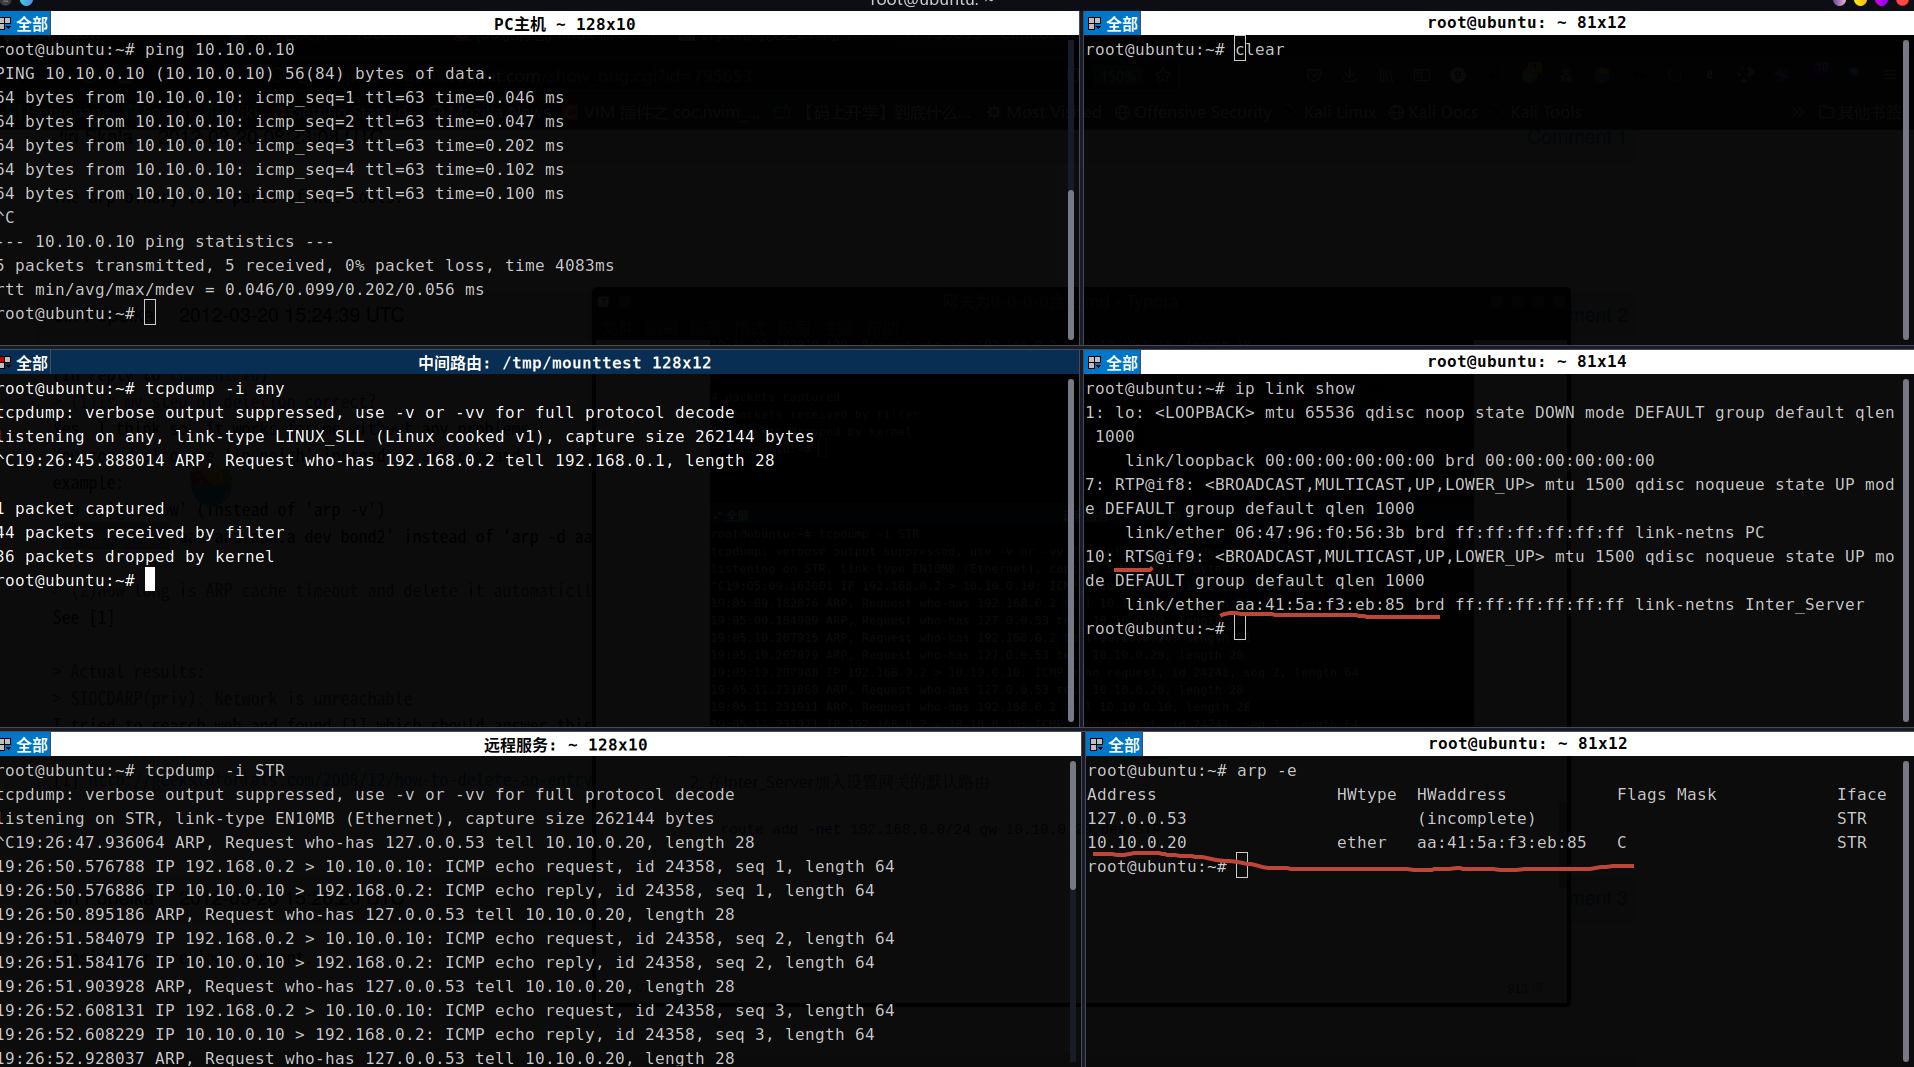 root@ubuntu: ~
全部
PC主机 ~ 128x10
root@ubuntu:~# ping 10.10.0.10
PING 10.10.0.10 (10.10.0.10) 56(84) bytes of data.
64 bytes from 10.10.0.10: icmp_seq=1 ttl=63 time=0.046 ms
64 bytes from 10.10.0.10: icmp_seq=2 ttl=63 time=0.047 ms
64 bytes from 10.10.0.10: icmp_seq=3 ttl=63 time=0.202 ms
64 bytes from 10.10.0.10: icmp_seq=4 ttl=63 time=0.102 ms
64 bytes from 10.10.0.10: icmp_seq=5 ttl=63 time=0.100 ms
^C
--- 10.10.0.10 ping statistics ---
5 packets transmitted, 5 received, 0% packet loss, time 4083ms
rtt min/avg/max/mdev = 0.046/0.099/0.202/0.056 ms
root@ubuntu:~#
全部
root@ubuntu: ~ 81x12
root@ubuntu:~# clear
全部
中间路由: /tmp/mounttest 128x12
root@ubuntu:~# tcpdump -i any
tcpdump: verbose output suppressed, use -v or -vv for full protocol decode
listening on any, link-type LINUX_SLL (Linux cooked v1), capture size 262144 bytes
^C19:26:45.888014 ARP, Request who-has 192.168.0.2 tell 192.168.0.1, length 28
1 packet captured
44 packets received by filter
36 packets dropped by kernel
root@ubuntu:~#
全部
root@ubuntu: ~ 81x14
root@ubuntu:~# ip link show
1: lo: <LOOPBACK> mtu 65536 qdisc noop state DOWN mode DEFAULT group default qlen
1000
link/loopback 00:00:00:00:00:00 brd 00:00:00:00:00:00
7: RTP@if8: <BROADCAST,MULTICAST,UP,LOWER_UP> mtu 1500 qdisc noqueue state UP mod
e DEFAULT group default qlen 1000
link/ether 06:47:96:f0:56:3b brd ff:ff:ff:ff:ff:ff link-netns PC
10: RTS@if9: <BROADCAST,MULTICAST,UP,LOWER_UP> mtu 1500 qdisc noqueue state UP mo
de DEFAULT group default qlen 1000
link/ether aa:41:5a:f3:eb:85 brd ff:ff:ff:ff:ff:ff link-netns Inter_Server
root@ubuntu:~#
全部
远程服务: ~ 128x10
root@ubuntu:~# tcpdump -i STR
tcpdump: verbose output suppressed, use -v or -vv for full protocol decode
listening on STR, link-type EN10MB (Ethernet), capture size 262144 bytes
^C19:26:47.936064 ARP, Request who-has 127.0.0.53 tell 10.10.0.20, length 28
19:26:50.576788 IP 192.168.0.2 > 10.10.0.10: ICMP echo request, id 24358, seq 1, length 64
19:26:50.576886 IP 10.10.0.10 > 192.168.0.2: ICMP echo reply, id 24358, seq 1, length 64
19:26:50.895186 ARP, Request who-has 127.0.0.53 tell 10.10.0.20, length 28
19:26:51.584079 IP 192.168.0.2 > 10.10.0.10: ICMP echo request, id 24358, seq 2, length 64
19:26:51.584176 IP 10.10.0.10 > 192.168.0.2: ICMP echo reply, id 24358, seq 2, length 64
19:26:51.903928 ARP, Request who-has 127.0.0.53 tell 10.10.0.20, length 28
19:26:52.608131 IP 192.168.0.2 > 10.10.0.10: ICMP echo request, id 24358, seq 3, length 64
19:26:52.608229 IP 10.10.0.10 > 192.168.0.2: ICMP echo reply, id 24358, seq 3, length 64
19:26:52.928037 ARP, Request who-has 127.0.0.53 tell 10.10.0.20, length 28
全部
root@ubuntu: ~ 81x12
root@ubuntu:~# arp -e
Address HWtype HWaddress Flags Mask Iface
127.0.0.53 (incomplete) STR
10.10.0.20 ether aa:41:5a:f3:eb:85 C STR
root@ubuntu:~#